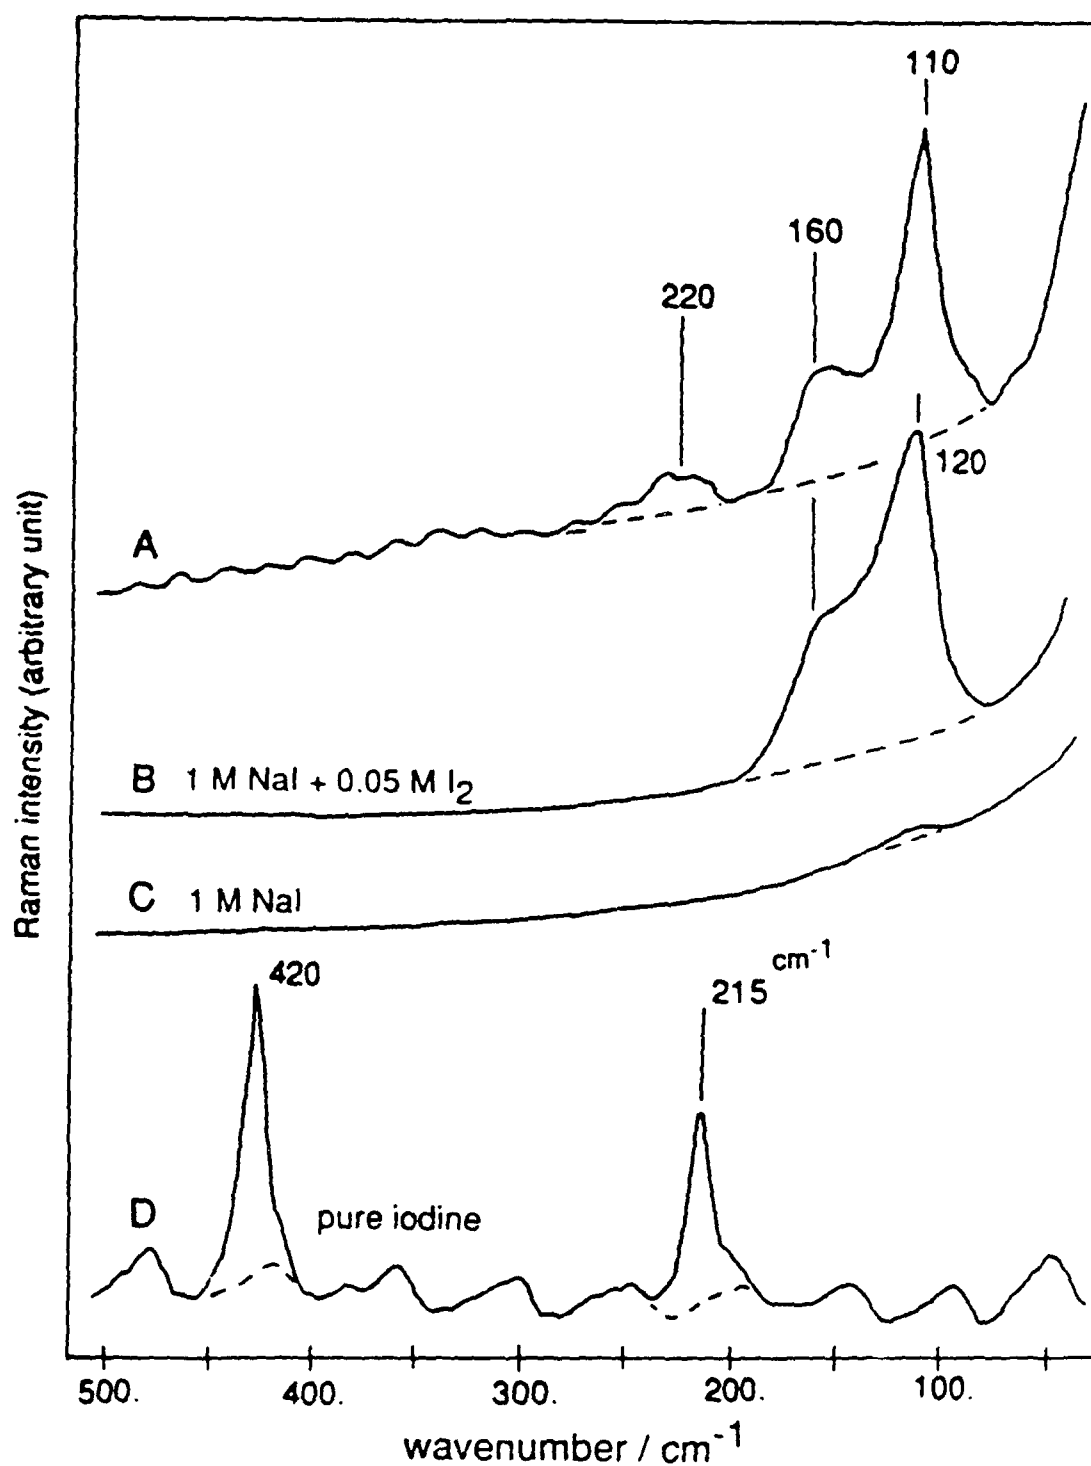 110
160
220
120
A
Raman intensity (arbitrary unit)
B 1 M NaI + 0.05 M I₂
C 1 M NaI
cm⁻¹
420
215
D pure iodine
500. 400. 300. 200. 100.
wavenumber / cm⁻¹